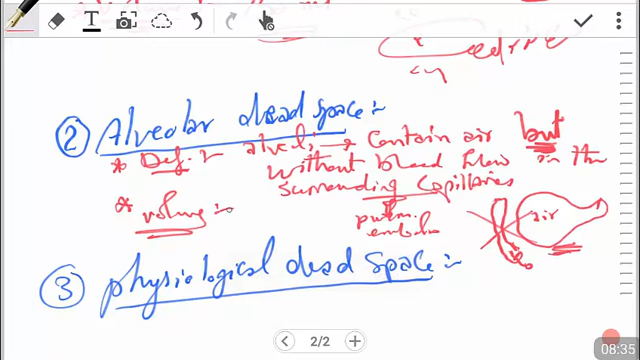 ② Alveolar dead space:-
* Def:- alveoli → Contain air but
without blood flow in the
surrounding Capillaries
pulm.
embolis
air
* volume:-
③ physiological dead space:-
2/2
08:35